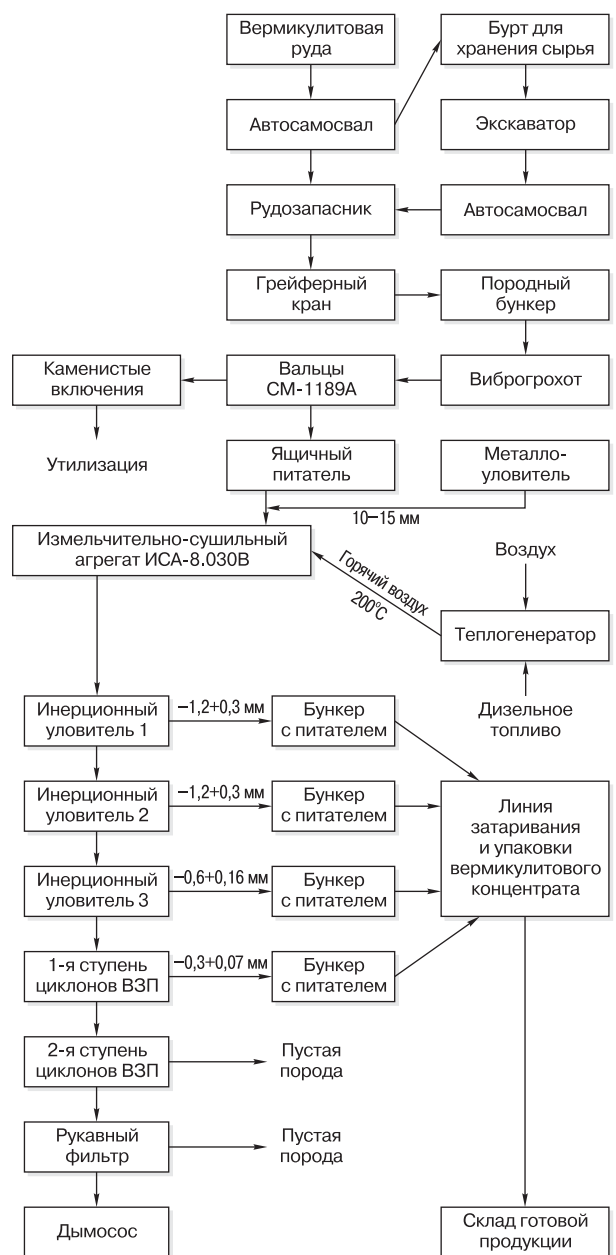 Вермикулитовая
руда
Бурт для
хранения сырья
Автосамосвал
Экскаватор
Рудозапасник
Автосамосвал
Грейферный
кран
Породный
бункер
Каменистые
включения
Вальцы
СМ-1189А
Виброгрохот
Утилизация
Ящичный
питатель
Металло-
уловитель
10–15 мм
Измельчительно-сушильный
агрегат ИСА-8.030В
Горячий воздух
200°С
Воздух
Теплогенератор
Дизельное
топливо
Инерционный
уловитель 1
–1,2+0,3 мм
Бункер
с питателем
Инерционный
уловитель 2
–1,2+0,3 мм
Бункер
с питателем
Линия
затаривания
и упаковки
вермикулитового
концентрата
Инерционный
уловитель 3
–0,6+0,16 мм
Бункер
с питателем
1-я ступень
циклонов ВЗП
–0,3+0,07 мм
Бункер
с питателем
2-я ступень
циклонов ВЗП
Пустая
порода
Рукавный
фильтр
Пустая
порода
Дымосос
Склад готовой
продукции